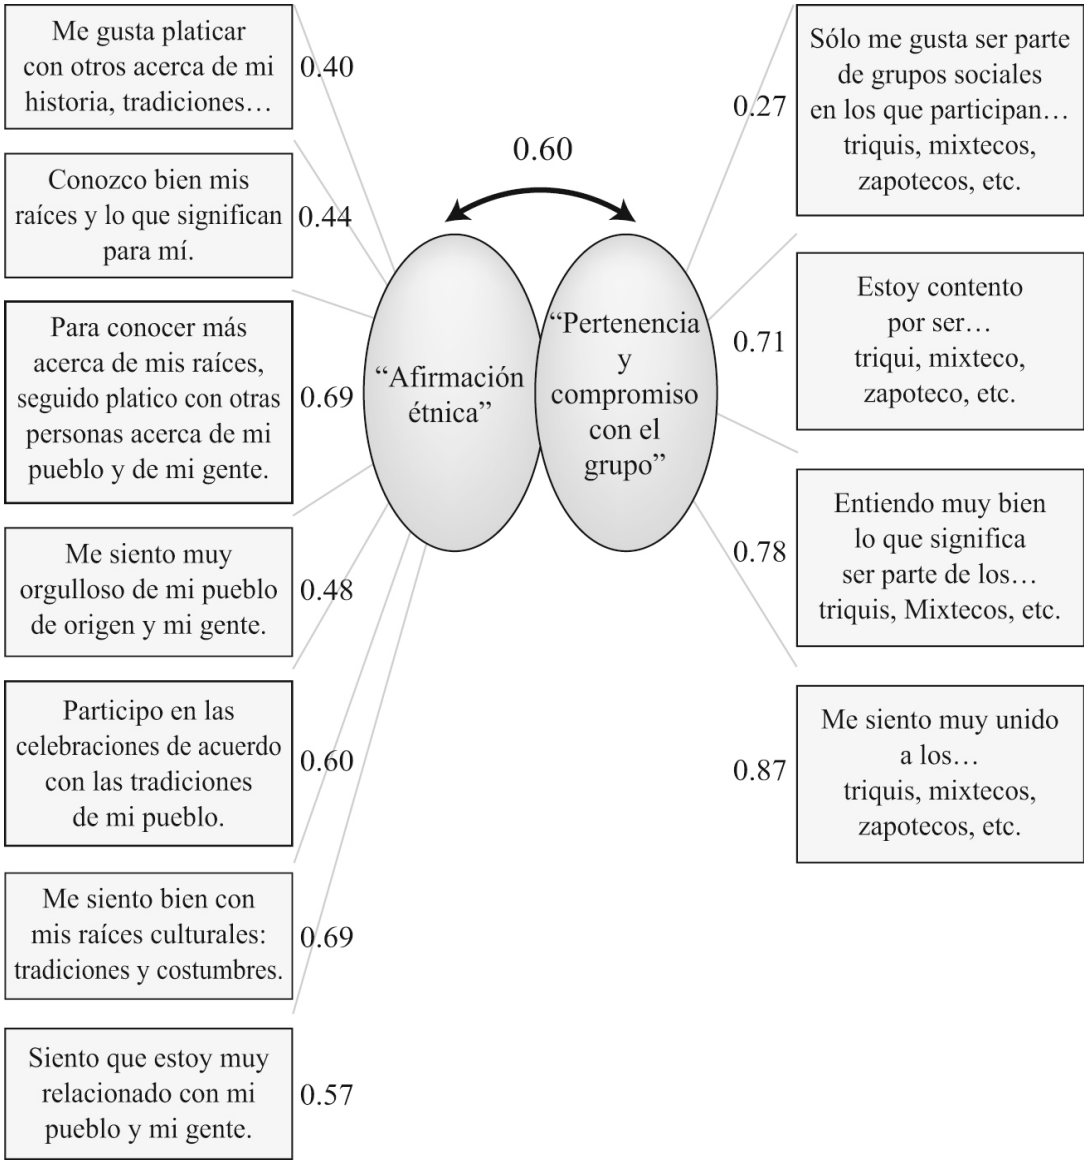 Me gusta platicar
con otros acerca de mi
historia, tradiciones…
0.40
Conozco bien mis
raíces y lo que significan
para mí.
0.44
Para conocer más
acerca de mis raíces,
seguido platico con otras
personas acerca de mi
pueblo y de mi gente.
0.69
Me siento muy
orgulloso de mi pueblo
de origen y mi gente.
0.48
Participo en las
celebraciones de acuerdo
con las tradiciones
de mi pueblo.
0.60
Me siento bien con
mis raíces culturales:
tradiciones y costumbres.
0.69
Siento que estoy muy
relacionado con mi
pueblo y mi gente.
0.57
0.60
“Afirmación
étnica”
“Pertenencia
y
compromiso
con el
grupo”
0.27
Sólo me gusta ser parte
de grupos sociales
en los que participan…
triquis, mixtecos,
zapotecos, etc.
0.71
Estoy contento
por ser…
triqui, mixteco,
zapoteco, etc.
0.78
Entiendo muy bien
lo que significa
ser parte de los…
triquis, Mixtecos, etc.
0.87
Me siento muy unido
a los…
triquis, mixtecos,
zapotecos, etc.